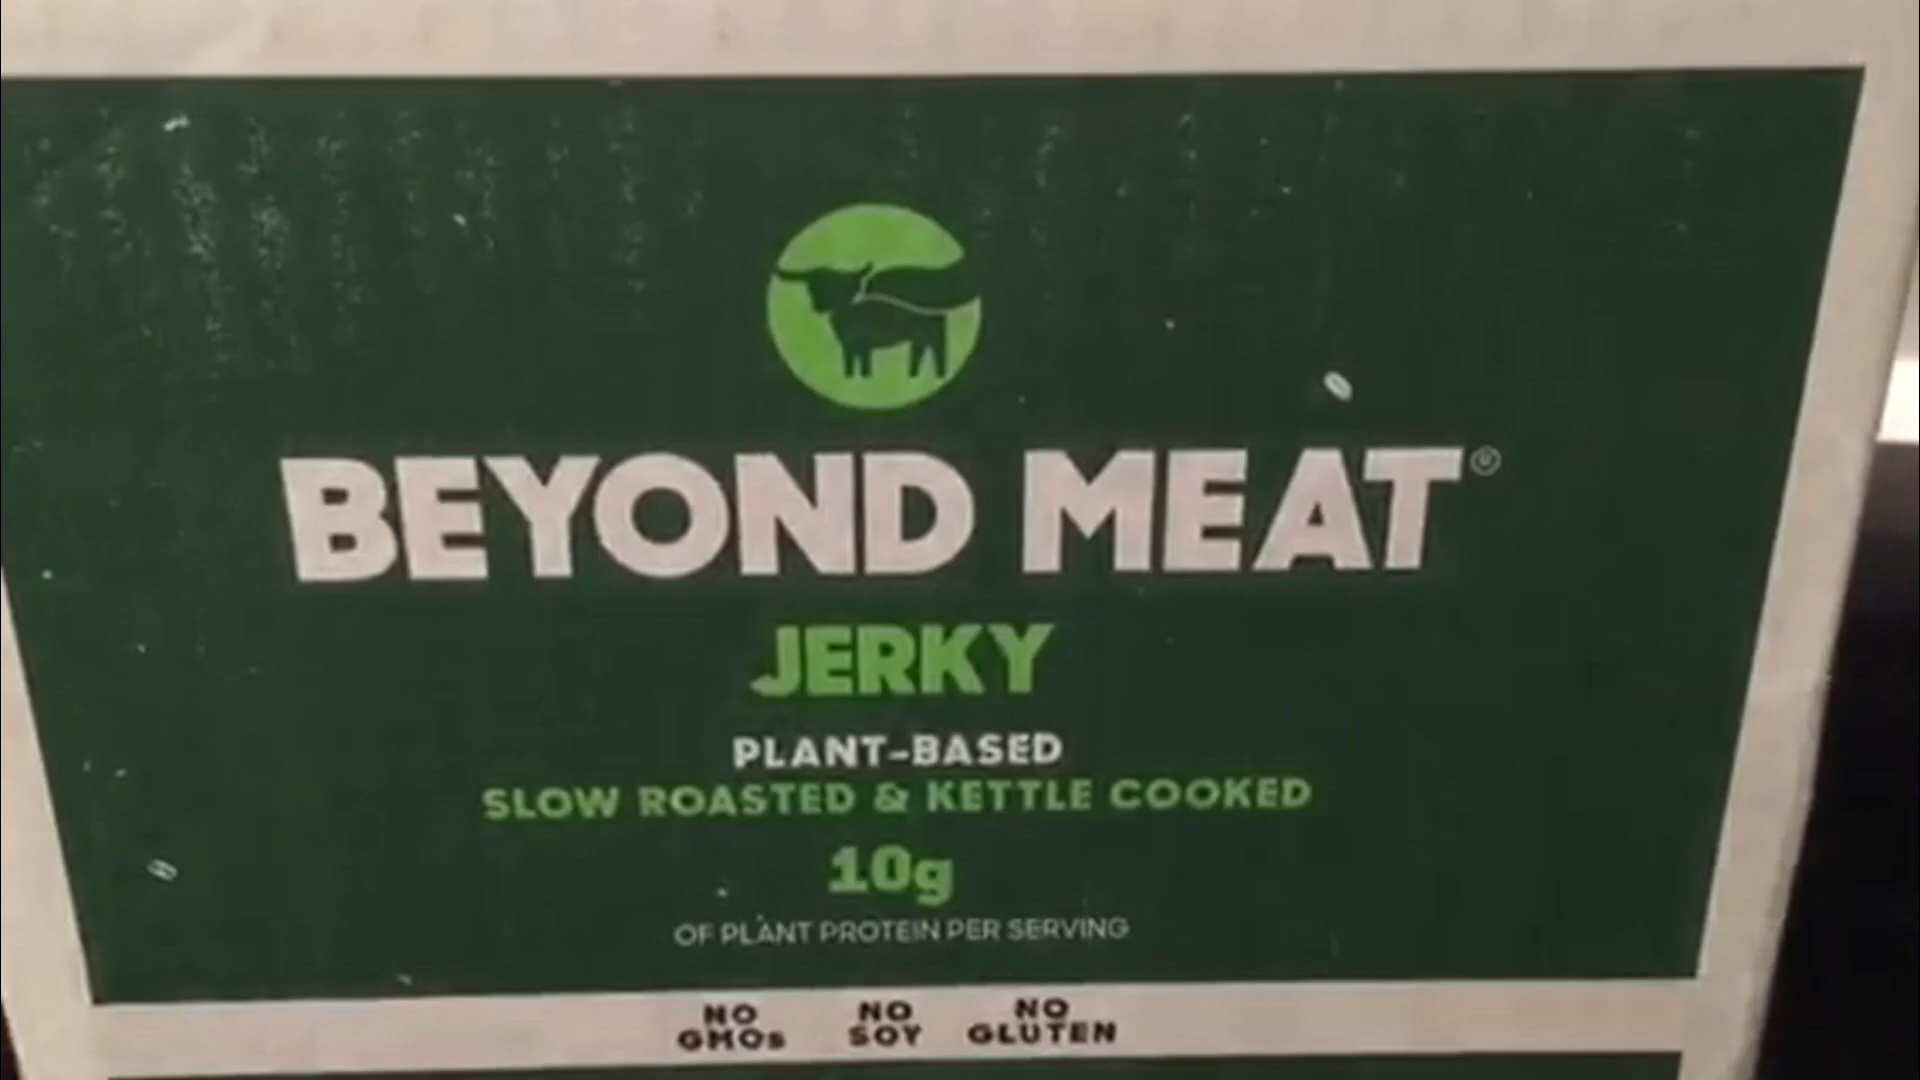 BEYOND MEAT®
JERKY
PLANT-BASED
SLOW ROASTED & KETTLE COOKED
10g
OF PLANT PROTEIN PER SERVING
NO GMOs
NO SOY
NO GLUTEN